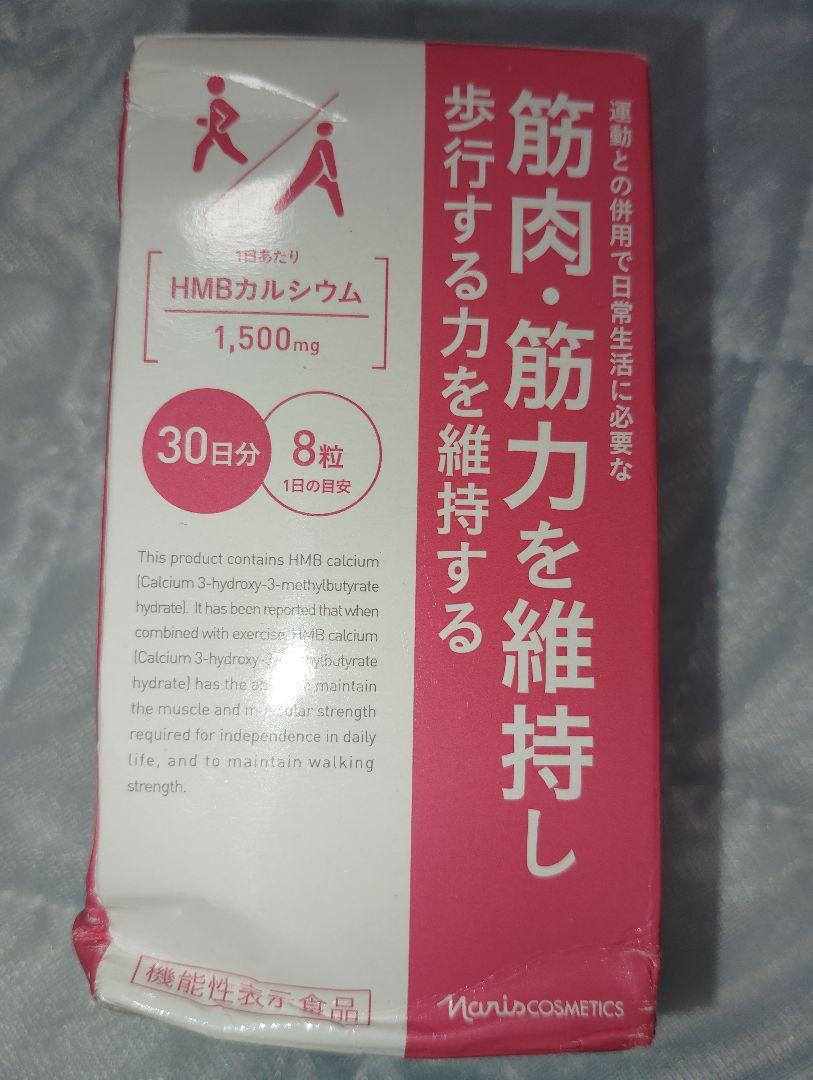 運動との併用で日常生活に必要な
筋肉・筋力を維持し
歩行する力を維持する
1日あたり
HMBカルシウム
1,500mg
30日分
8粒
1日の目安
This product contains HMB calcium
(Calcium 3-hydroxy-3-methylbutyrate
hydrate). It has been reported that when
combined with exercise, HMB calcium
(Calcium 3-hydroxy-3-methylbutyrate
hydrate) has the maintain
the muscle and muscular strength
required for independence in daily
life, and to maintain walking
strength.
機能性表示食品
Naris COSMETICS